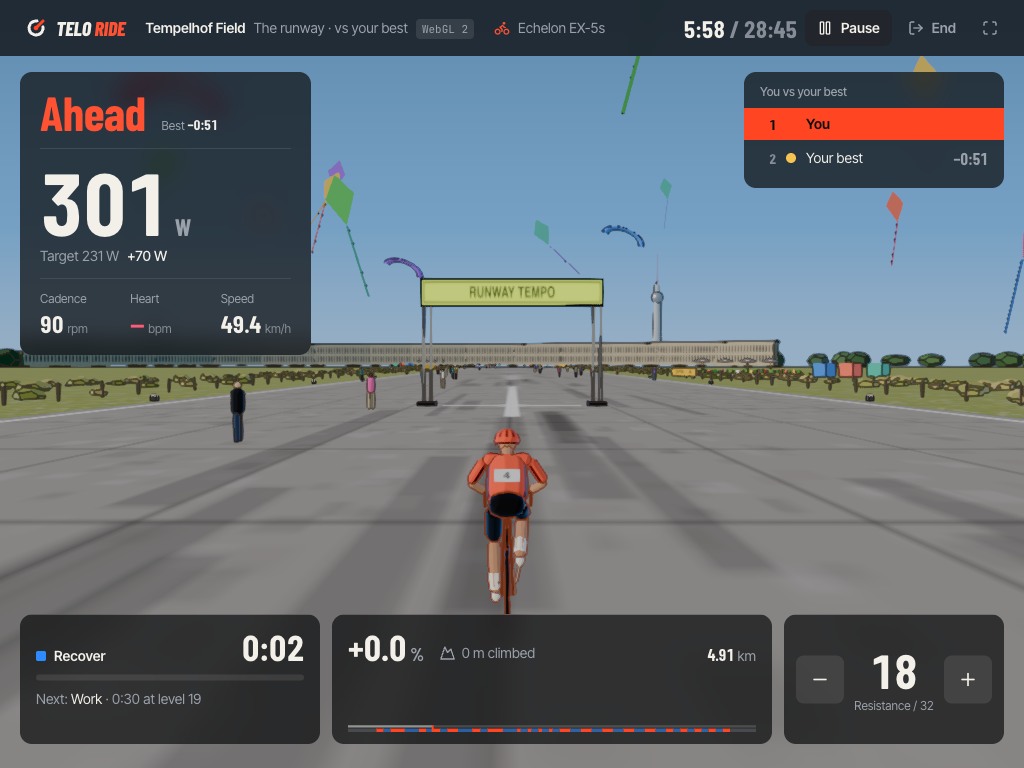 TELO RIDE Tempelhof Field The runway · vs your best WebGL 2 Echelon EX-5s 5:58 / 28:45 Pause End
Ahead Best −0:51
301 W
Target 231 W +70 W
Cadence Heart Speed
90 rpm – bpm 49.4 km/h
You vs your best
1 You
2 Your best −0:51
RUNWAY TEMPO
4
Recover 0:02
Next: Work · 0:30 at level 19
+0.0 % 0 m climbed 4.91 km
− 18 +
Resistance / 32